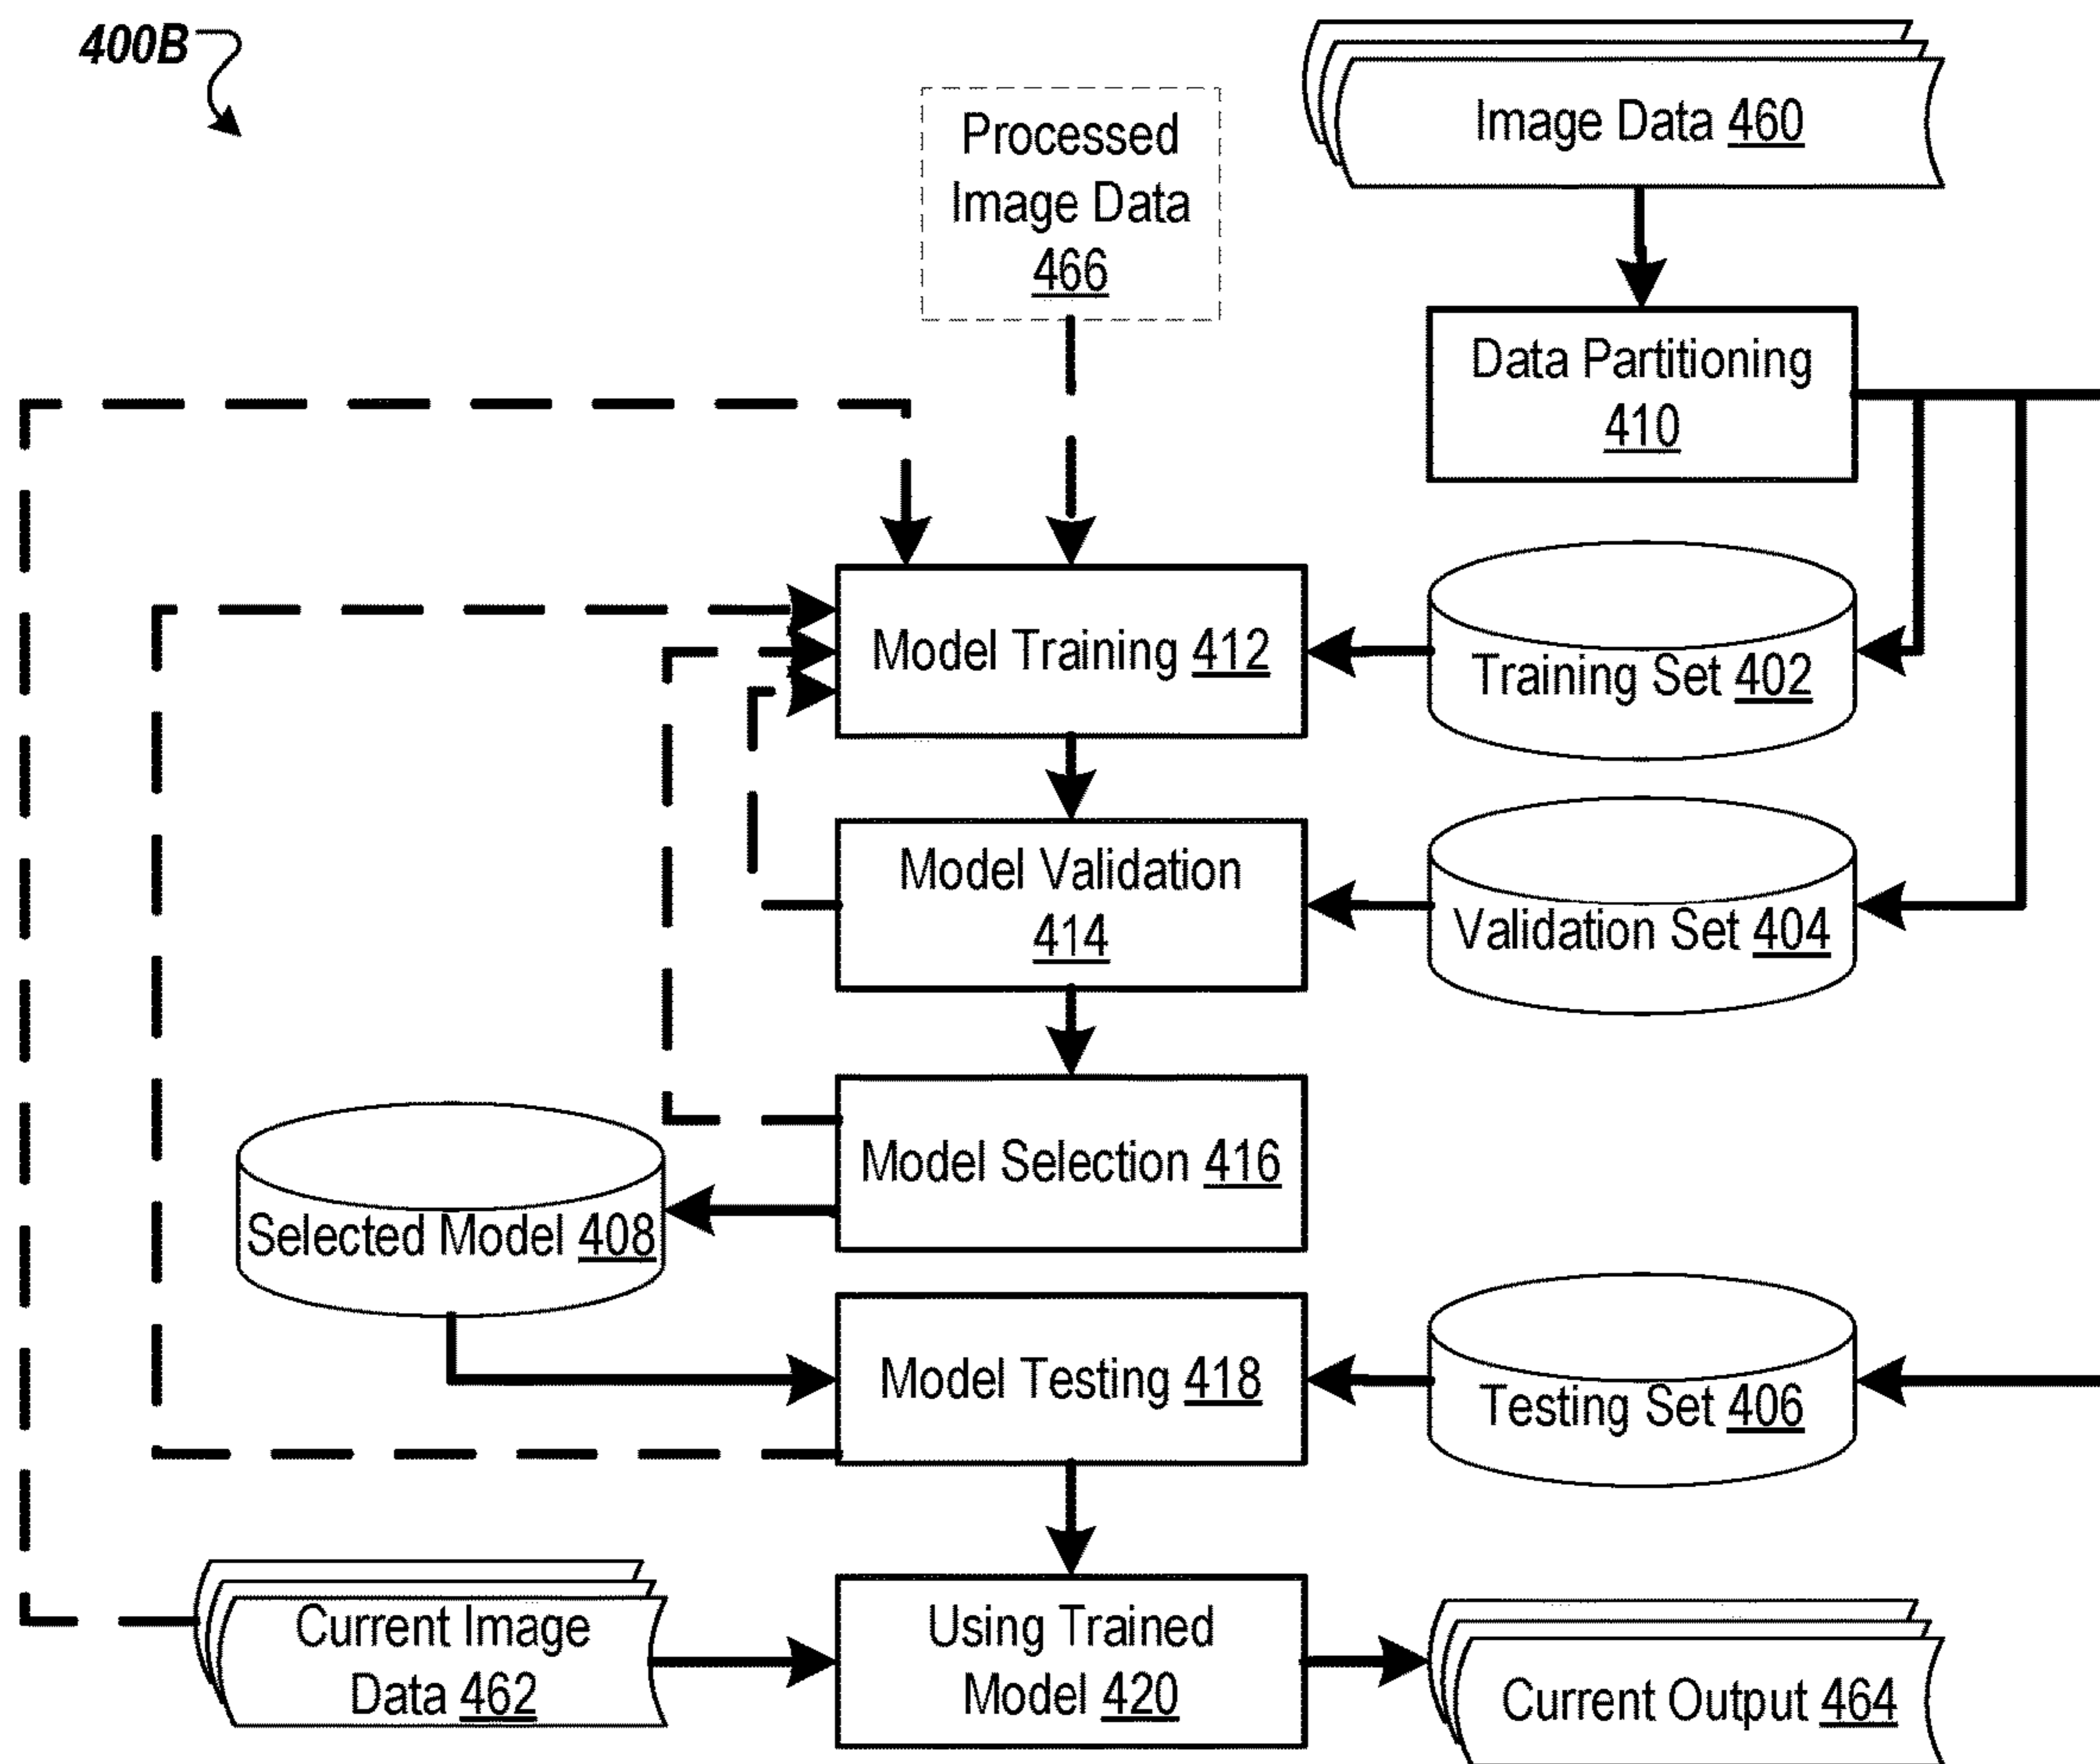 400B
Processed
Image Data
466
Image Data 460
Data Partitioning
410
Model Training 412
Training Set 402
Model Validation
414
Validation Set 404
Model Selection 416
Selected Model 408
Model Testing 418
Testing Set 406
Current Image
Data 462
Using Trained
Model 420
Current Output 464